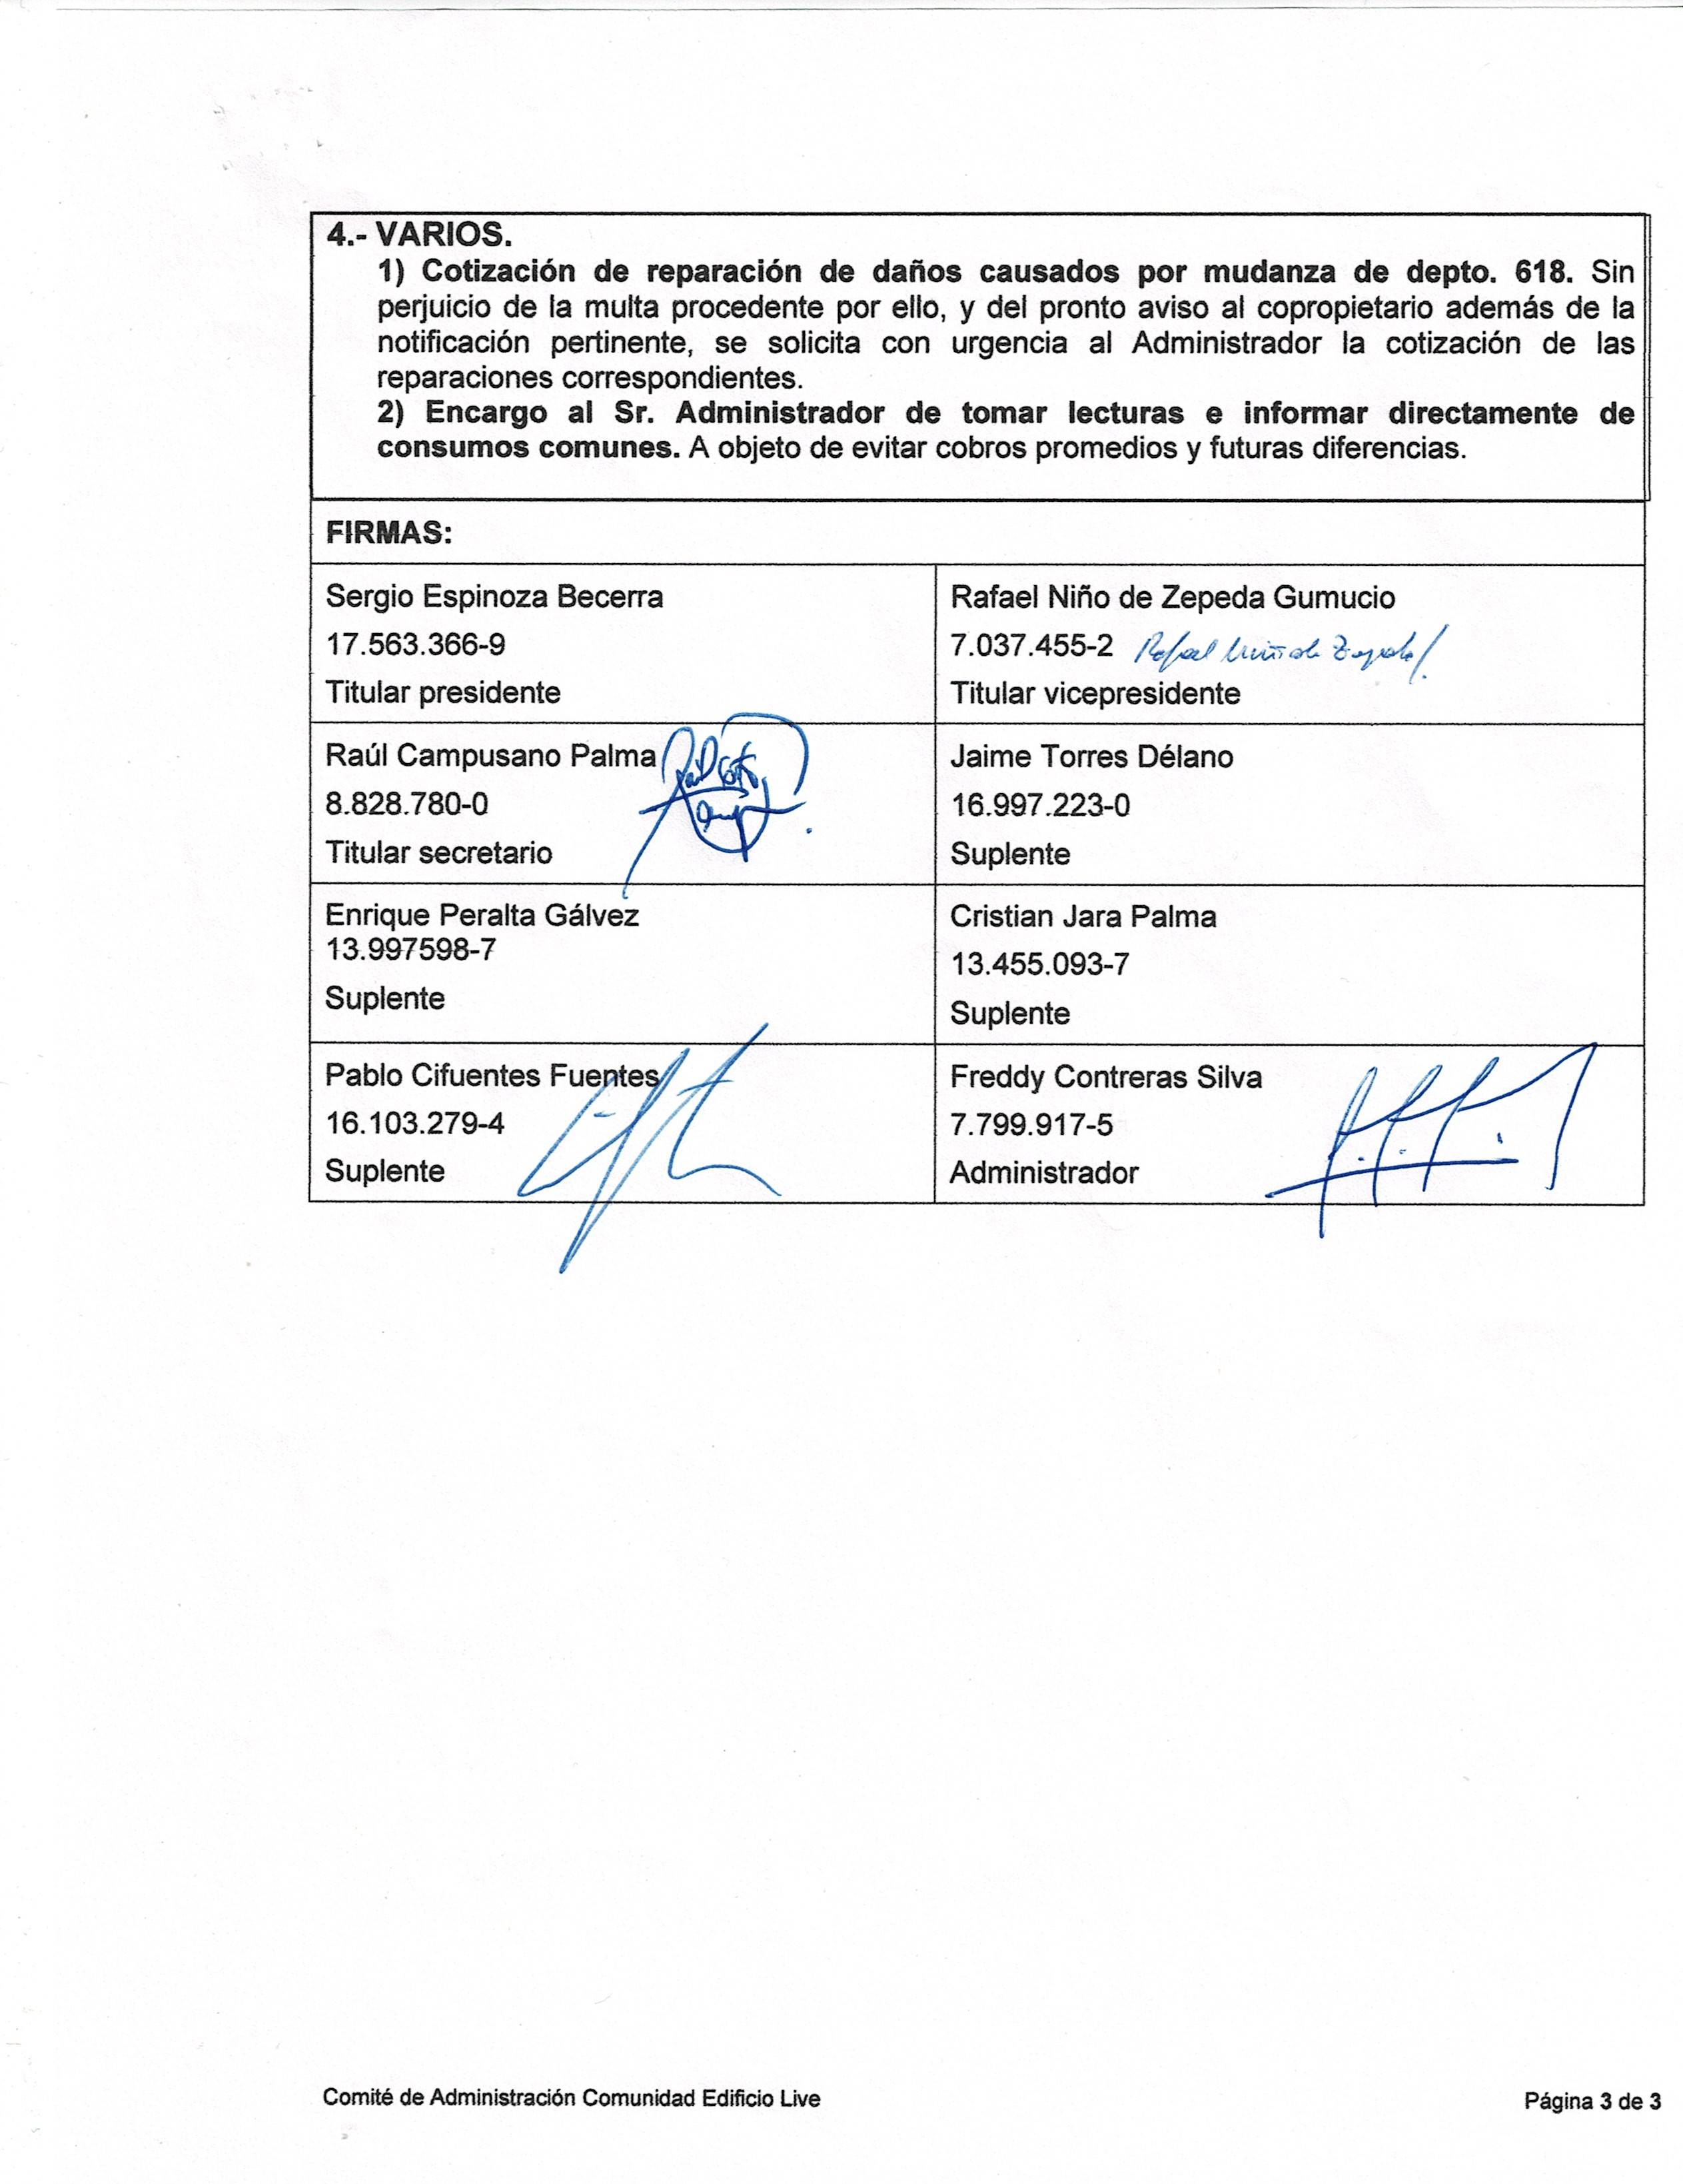 4.- VARIOS.
1) Cotización de reparación de daños causados por mudanza de depto. 618. Sin
perjuicio de la multa procedente por ello, y del pronto aviso al copropietario además de la
notificación pertinente, se solicita con urgencia al Administrador la cotización de las
reparaciones correspondientes.
2) Encargo al Sr. Administrador de tomar lecturas e informar directamente de
consumos comunes. A objeto de evitar cobros promedios y futuras diferencias.
FIRMAS:
Sergio Espinoza Becerra
17.563.366-9
Titular presidente
Rafael Niño de Zepeda Gumucio
7.037.455-2 Rafael Niño de Zepeda
Titular vicepresidente
Raúl Campusano Palma
8.828.780-0
Titular secretario
Jaime Torres Délano
16.997.223-0
Suplente
Enrique Peralta Gálvez
13.997598-7
Suplente
Cristian Jara Palma
13.455.093-7
Suplente
Pablo Cifuentes Fuentes
16.103.279-4
Suplente
Freddy Contreras Silva
7.799.917-5
Administrador
Comité de Administración Comunidad Edificio Live
Página 3 de 3